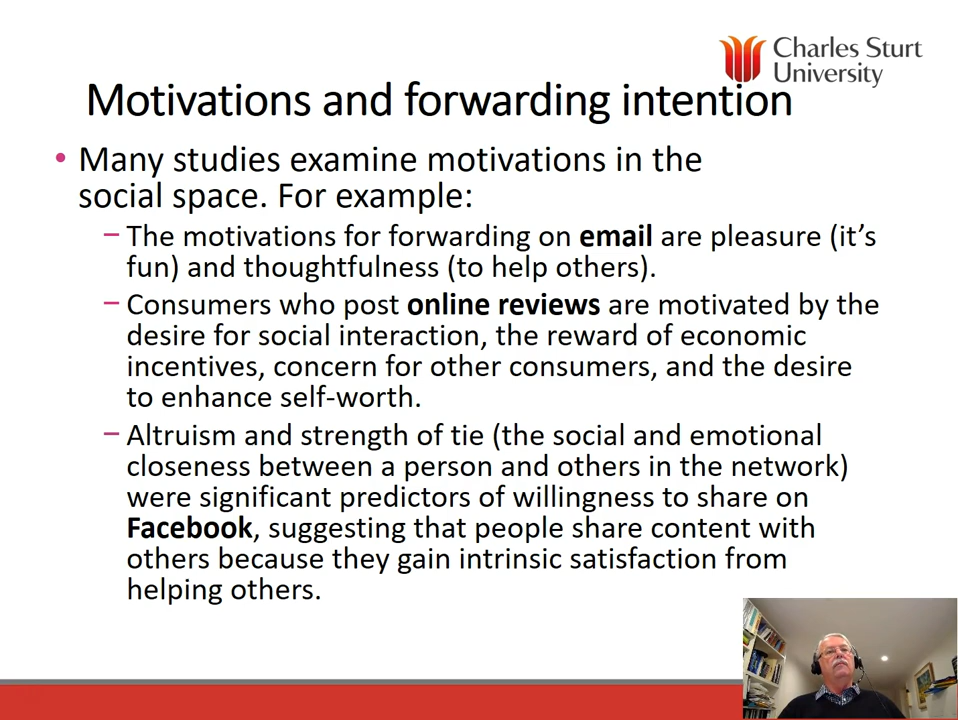 Charles Sturt
University
Motivations and forwarding intention
• Many studies examine motivations in the
social space. For example:
– The motivations for forwarding on email are pleasure (it’s
fun) and thoughtfulness (to help others).
– Consumers who post online reviews are motivated by the
desire for social interaction, the reward of economic
incentives, concern for other consumers, and the desire
to enhance self-worth.
– Altruism and strength of tie (the social and emotional
closeness between a person and others in the network)
were significant predictors of willingness to share on
Facebook, suggesting that people share content with
others because they gain intrinsic satisfaction from
helping others.